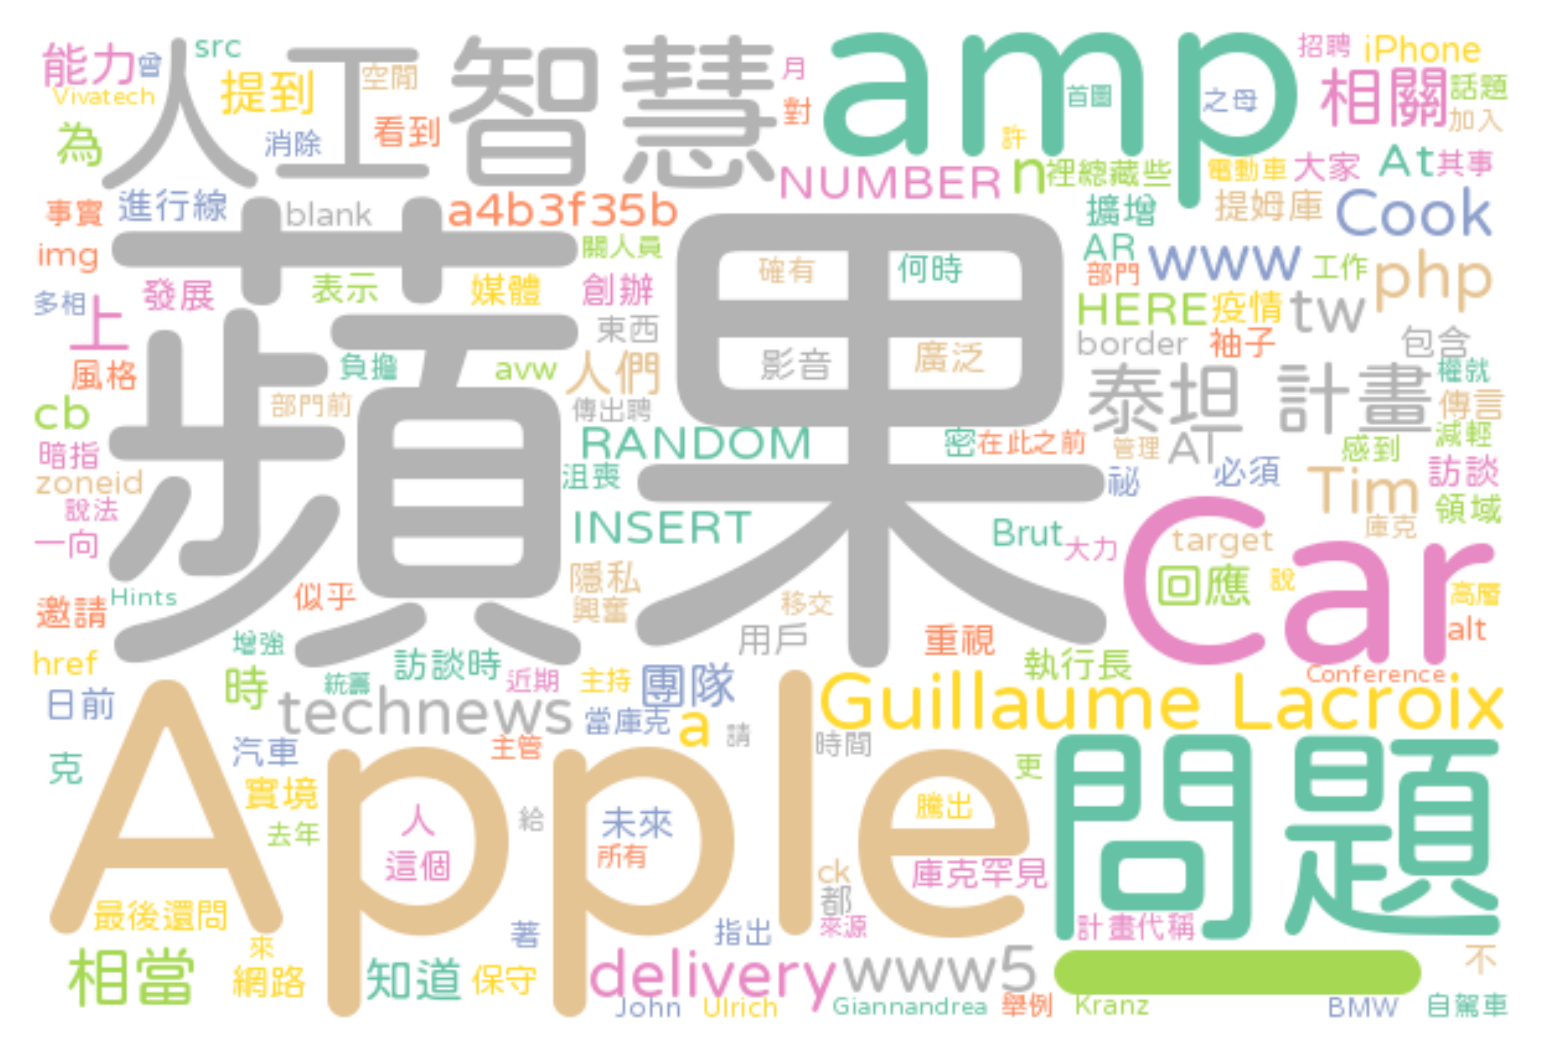 能力
曾
src
人工智慧
amp
招聘
iPhone
Vivatech
提到
空間
月
首圖
之母
相關
話題
加入
為
消除
看到
對
許
NUMBER
n
裡總藏些
電動車
大家
At
其事
事實
進行線
blank
a4b3f35b
擴增
提姆庫
Cook
img
關人員
蘋果
確有
何時
AR
部門
www
工作
php
多相
上
發展
表示
媒體
創辦
HERE
疫情
tw
東西
border
袖子
包含
風格
負擔
avw
人們
影音
廣泛
泰坦 計畫
權就
cb
部門前
傳出聘
傳言
RANDOM
密
在此之前
管理
AI
感到
減輕
暗指
zoneid
沮喪
祕
必須
Tim
訪談
說法
領域
一向
INSERT
Brut
大力
Car
target
庫克
Hints
似乎
隱私
興奮
移交
回應
說
高層
邀請
增強
用戶
重視
alt
href
時
訪談時
執行長
Conference
統籌
近期
主持
團隊
Guillaume Lacroix
日前
technews
當庫克
a
請
時間
克
汽車
主管
更
問題
Apple
實境
去年
人
這個
給
未來
所有
騰出
ck
都
庫克罕見
最後還問
來
著
指出
來源
計畫代稱
相當
網路
知道
保守
delivery
www5
不
John
Ulrich
Giannandrea
舉例
Kranz
BMW
自駕車